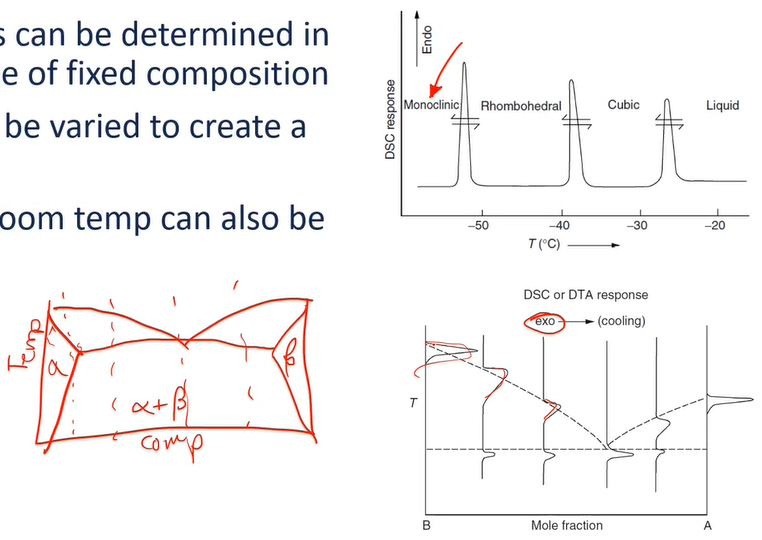 s can be determined in
e of fixed composition
be varied to create a
oom temp can also be
Endo
DSC response
Monoclinic
Rhombohedral
Cubic
Liquid
−50
−40
−30
−20
T (°C)
Temp
α
β
α+β
comp
DSC or DTA response
exo
(cooling)
T
B
Mole fraction
A